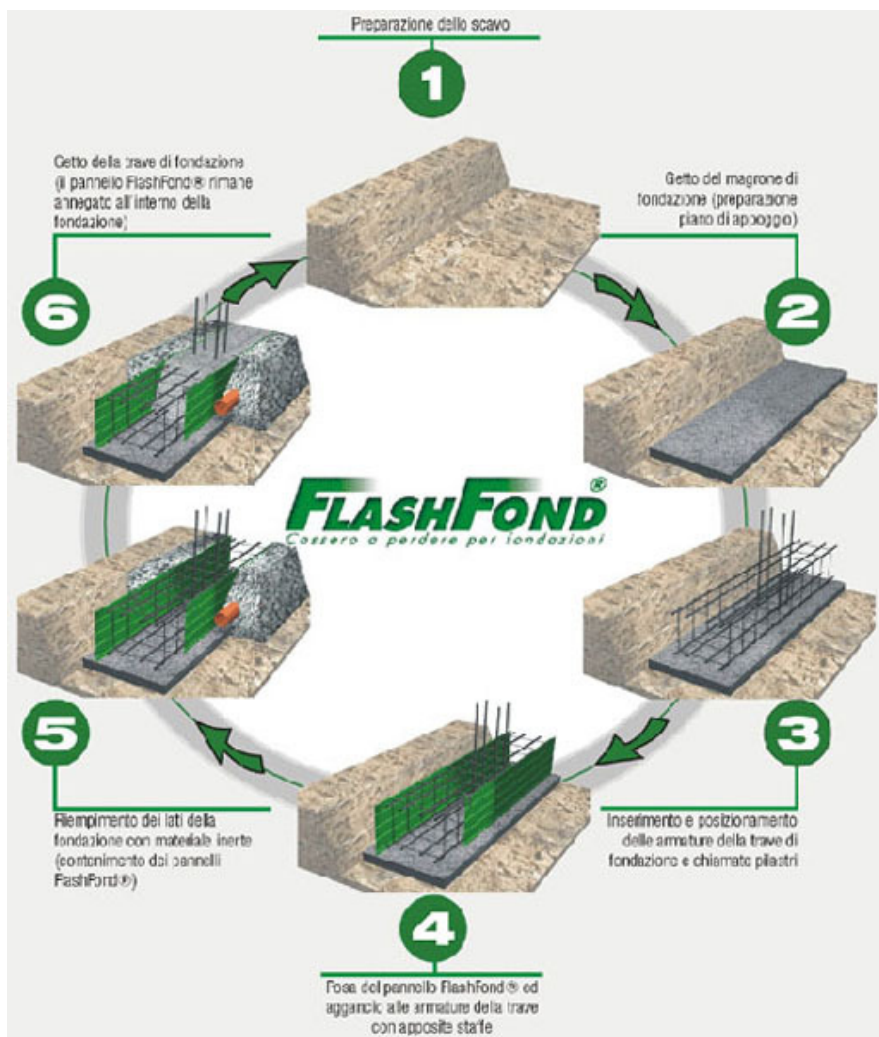 Preparazione dello scavo
1
Getto del magrone di
fondazione (preparazione
piano di appoggio)
2
3
Inserimento e posizionamento
delle armature della trave di
fondazione e chiamate pilastri
4
Posa del pannello FlashFond® ed
aggancio alle armature della trave
con apposite staffe
5
Riempimento dei lati della
fondazione con materiale inerte
(contenimento dei pannelli
FlashFond®)
6
Getto della trave di fondazione
(il pannello FlashFond® rimane
annegato all'interno della
fondazione)
FLASHFOND®
Cassero a perdere per fondazioni